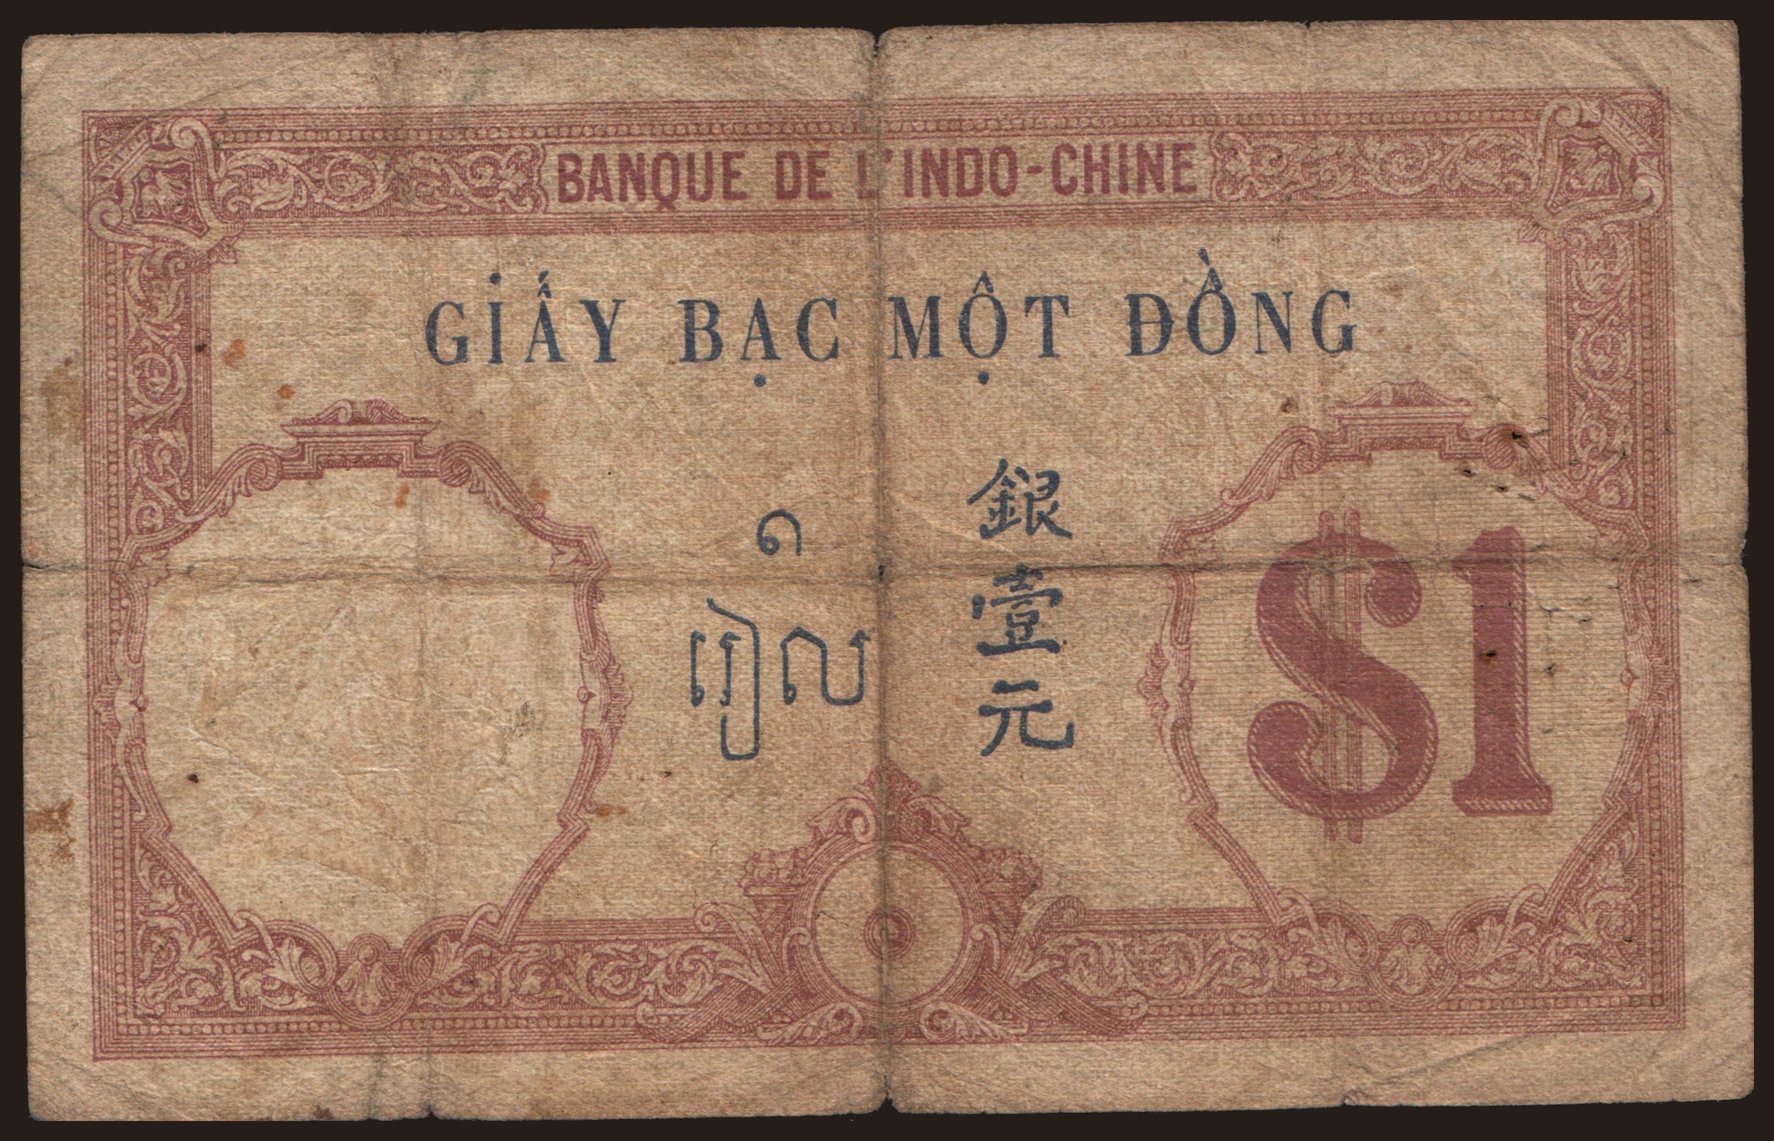 BANQUE DE L'INDO-CHINE
GIẤY BẠC MỘT ĐỒNG
១
រៀល
銀壹元
$1